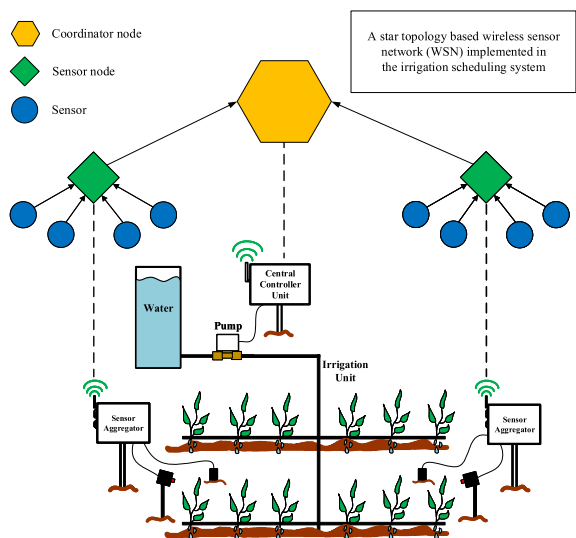 Coordinator node
Sensor node
Sensor
A star topology based wireless sensor
network (WSN) implemented in
the irrigation scheduling system
Central
Controller
Unit
Water
Pump
Irrigation
Unit
Sensor
Aggregator
Sensor
Aggregator